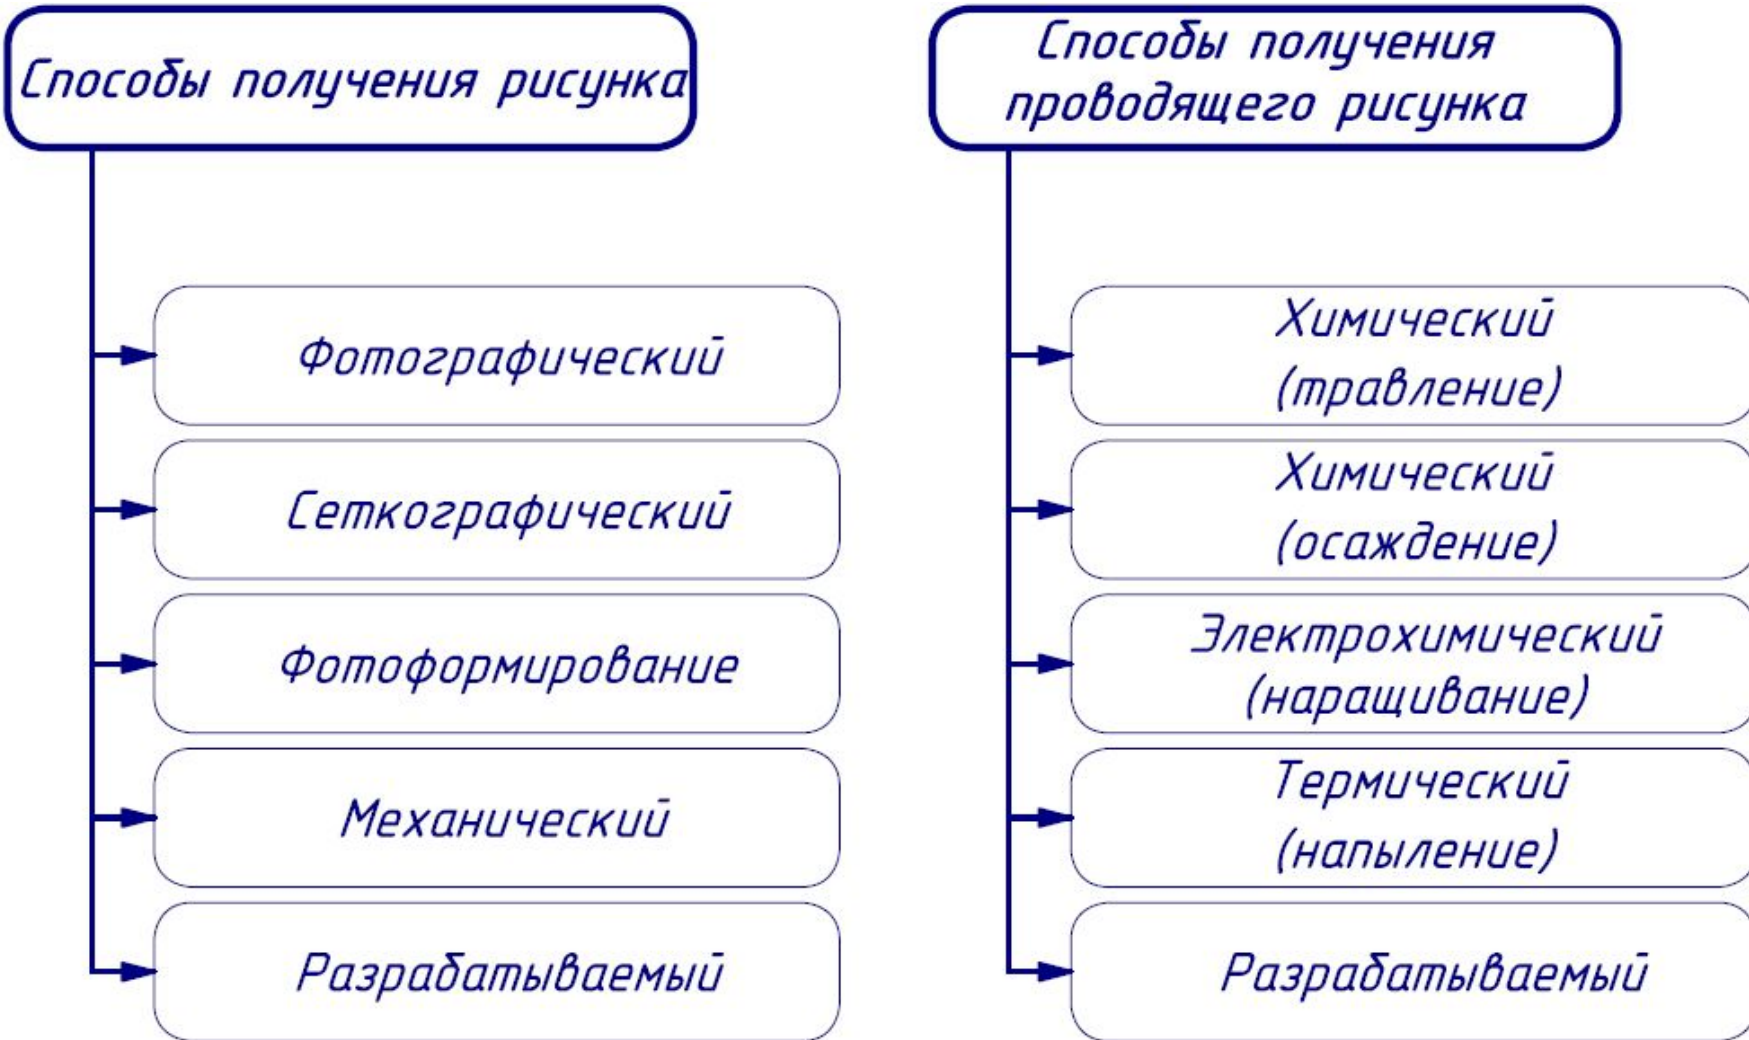 Способы получения рисунка
Фотографический
Сеткографический
Фотоформирование
Механический
Разрабатываемый
Способы получения
проводящего рисунка
Химический
(травление)
Химический
(осаждение)
Электрохимический
(наращивание)
Термический
(напыление)
Разрабатываемый